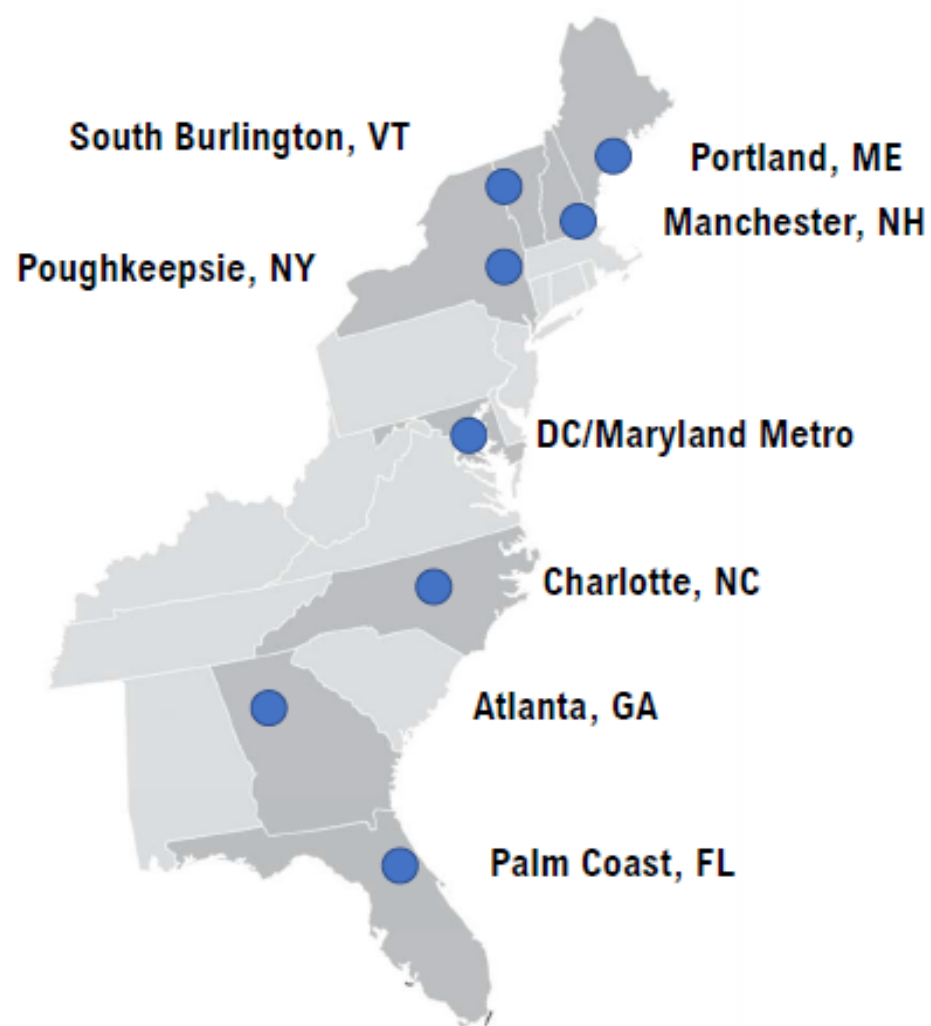 South Burlington, VT
Portland, ME
Manchester, NH
Poughkeepsie, NY
DC/Maryland Metro
Charlotte, NC
Atlanta, GA
Palm Coast, FL